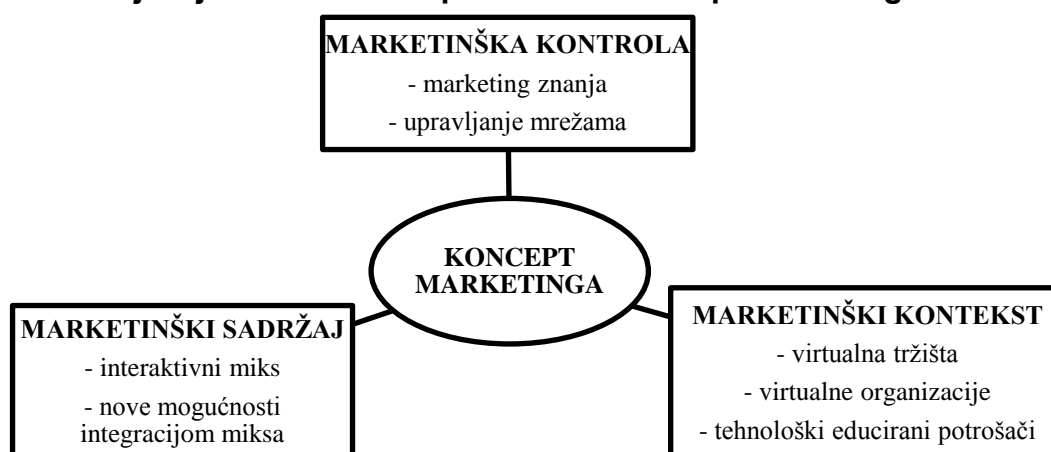 MARKETINŠKA KONTROLA
- marketing znanja
- upravljanje mrežama
KONCEPT
MARKETINGA
MARKETINŠKI SADRŽAJ
- interaktivni miks
- nove mogućnosti
integracijom miksa
MARKETINŠKI KONTEKST
- virtualna tržišta
- virtualne organizacije
- tehnološki educirani potrošači